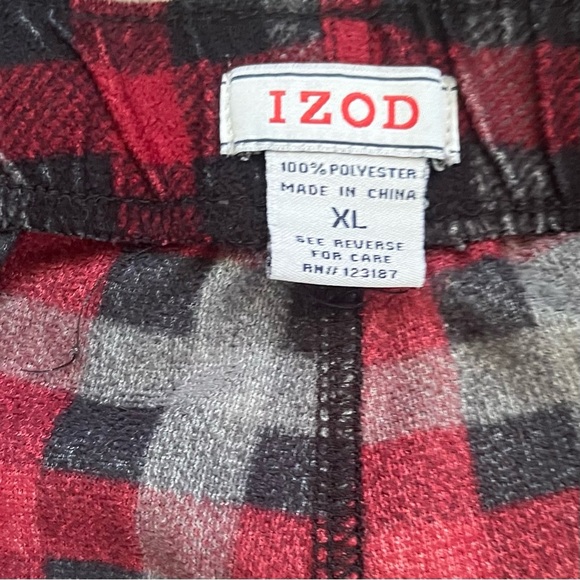 IZOD
100% POLYESTER
MADE IN CHINA
XL
SEE REVERSE
FOR CARE
RN# 123187